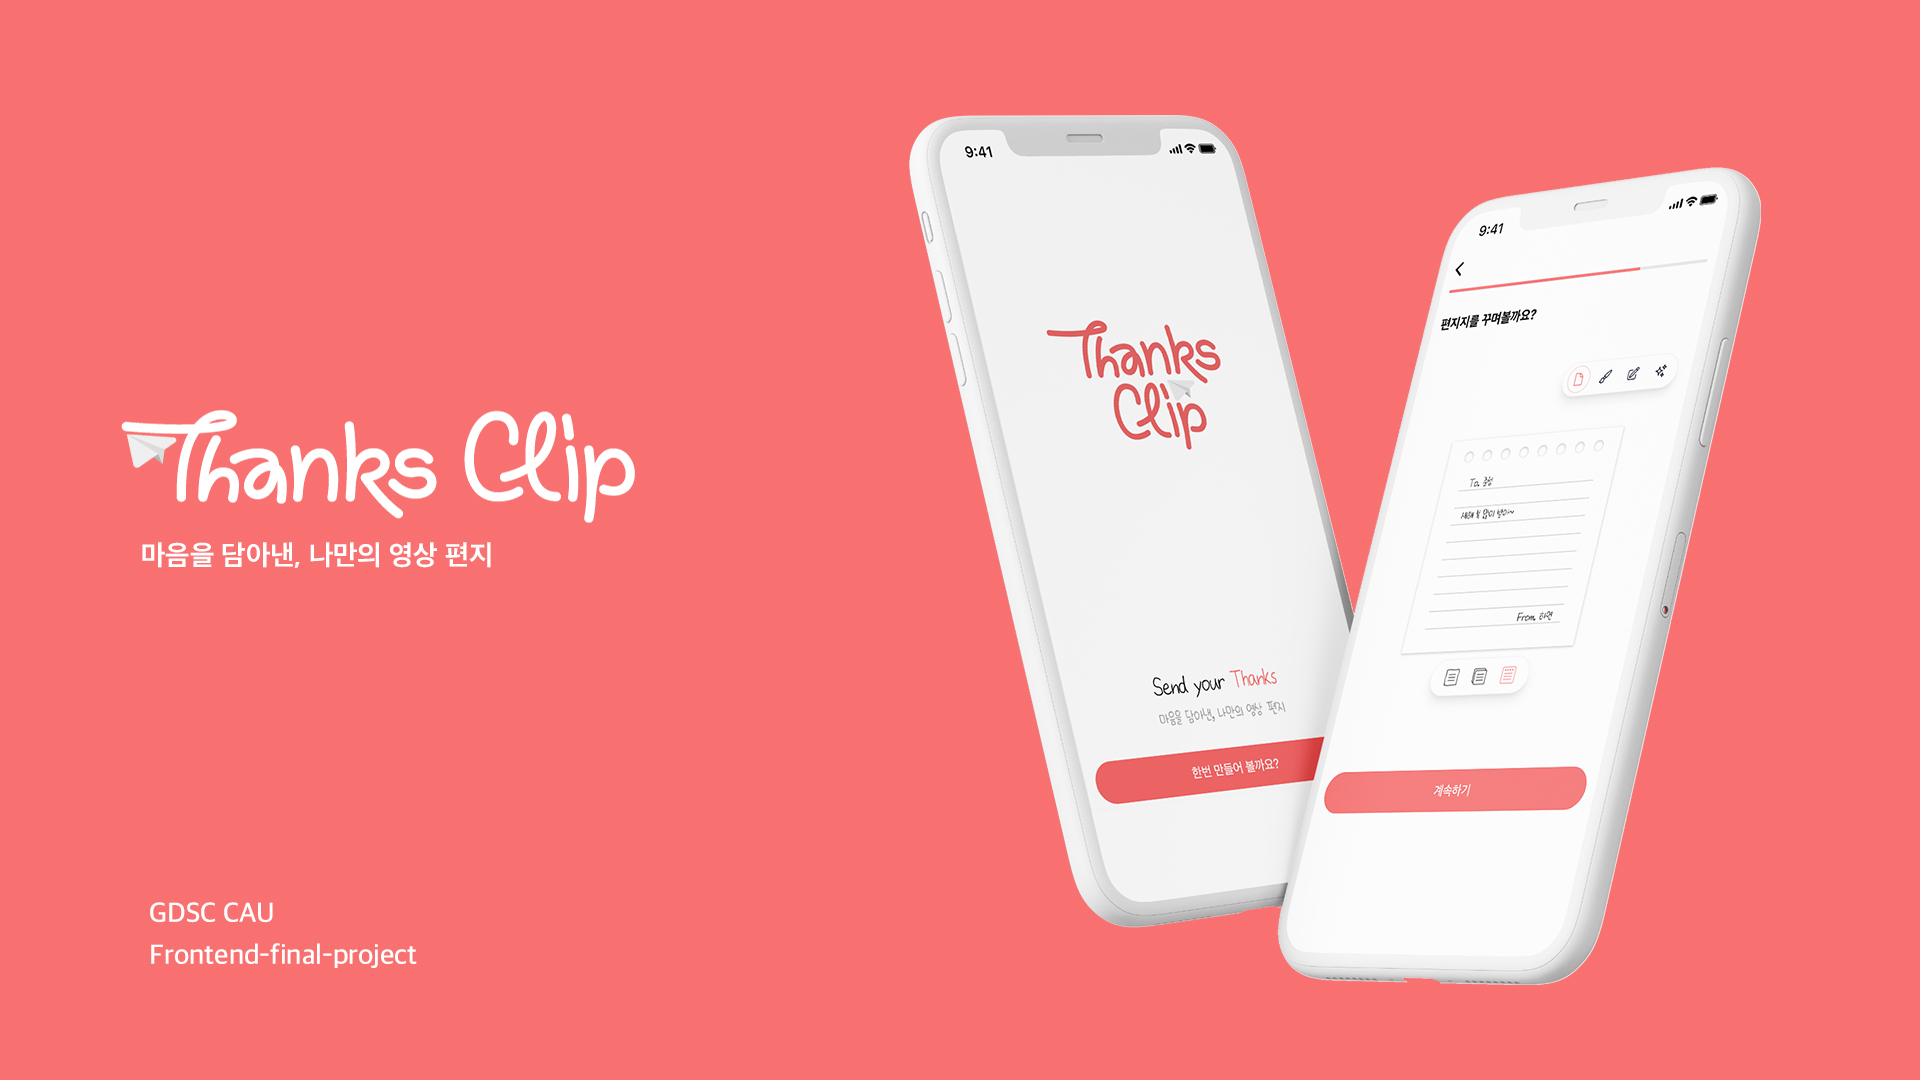 Thanks Clip
마음을 담아낸, 나만의 영상 편지
GDSC CAU
Frontend-final-project
9:41
Thanks
Clip
Send your Thanks
마음을 담아낸, 나만의 영상 편지
한번 만들어 볼까요?
9:41
편지지를 꾸며볼까요?
To.
새해 복 많이 받아~
From. 하연
계속하기